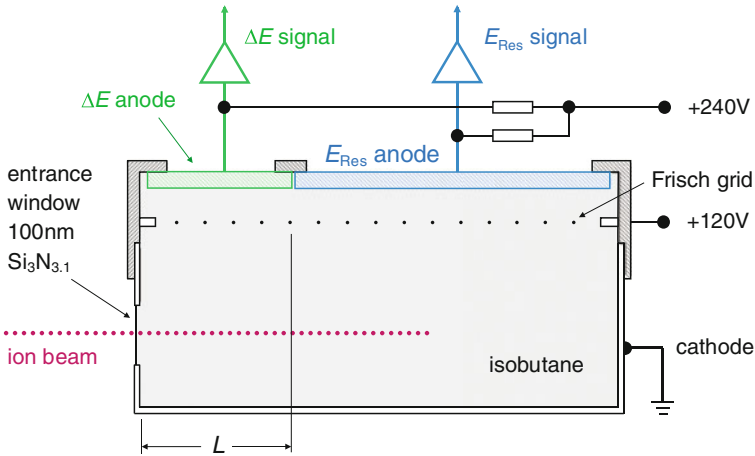 ΔE signal
E_Res signal
ΔE anode
+240V
E_Res anode
entrance
window
100nm
Si₃N₃.₁
Frisch grid
+120V
ion beam
isobutane
cathode
L